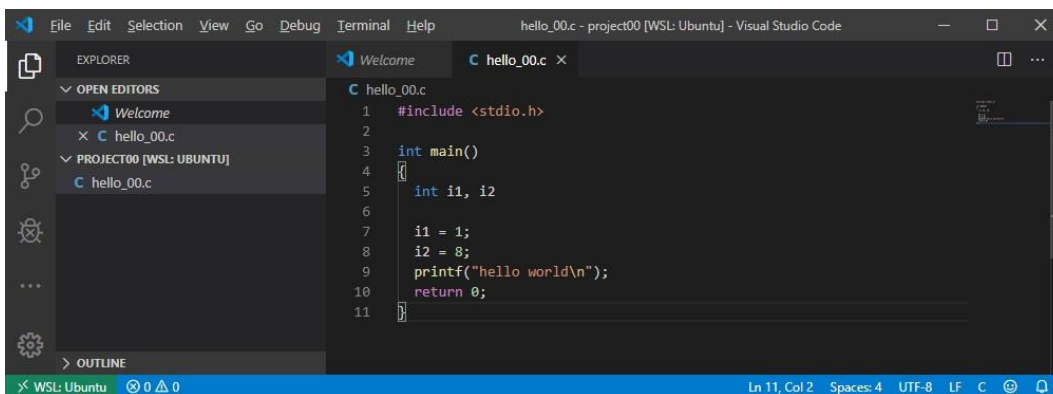 File Edit Selection View Go Debug Terminal Help hello_00.c - project00 [WSL: Ubuntu] - Visual Studio Code
EXPLORER
OPEN EDITORS
Welcome
C hello_00.c
PROJECT00 [WSL: UBUNTU]
C hello_00.c
OUTLINE
Welcome C hello_00.c
C hello_00.c
1 #include <stdio.h>
2
3 int main()
4 {
5 int i1, i2
6
7 i1 = 1;
8 i2 = 8;
9 printf("hello world\n");
10 return 0;
11 }
WSL: Ubuntu 0 0 Ln 11, Col 2 Spaces: 4 UTF-8 LF C